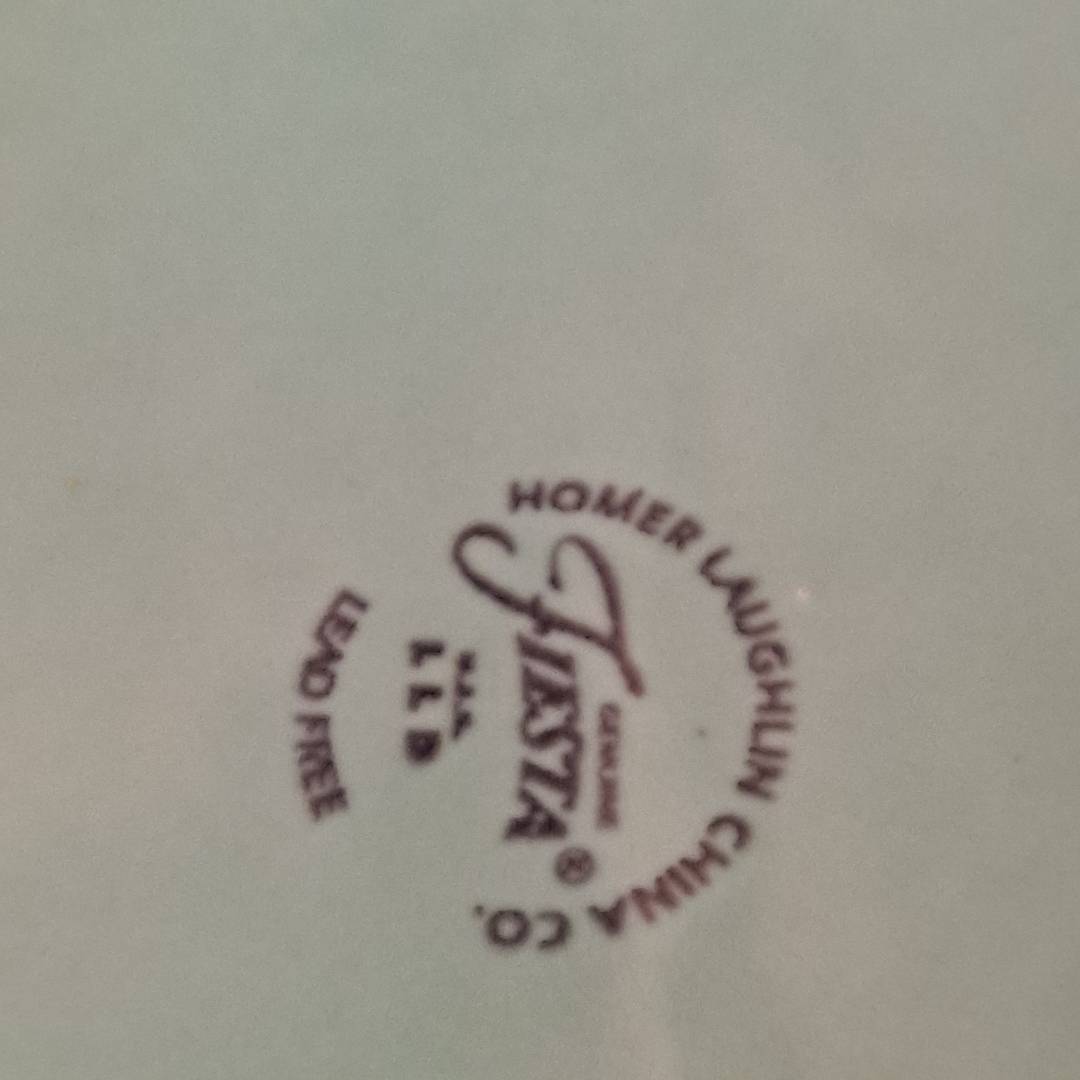 HOMER LAUGHLIN CHINA CO.
GENUINE
FIESTA®
U.S.A.
LEAD FREE